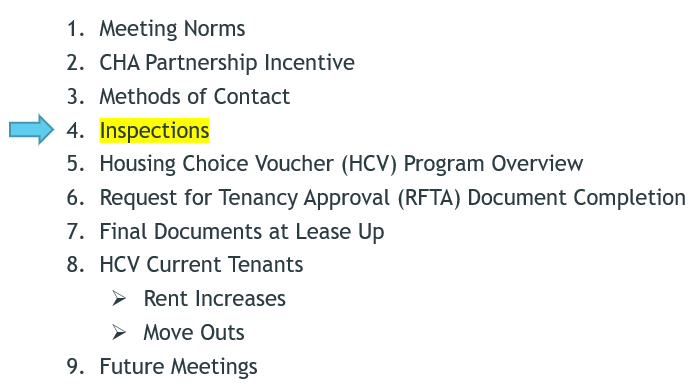 1. Meeting Norms
2. CHA Partnership Incentive
3. Methods of Contact
4. Inspections
5. Housing Choice Voucher (HCV) Program Overview
6. Request for Tenancy Approval (RFTA) Document Completion
7. Final Documents at Lease Up
8. HCV Current Tenants
➢ Rent Increases
➢ Move Outs
9. Future Meetings